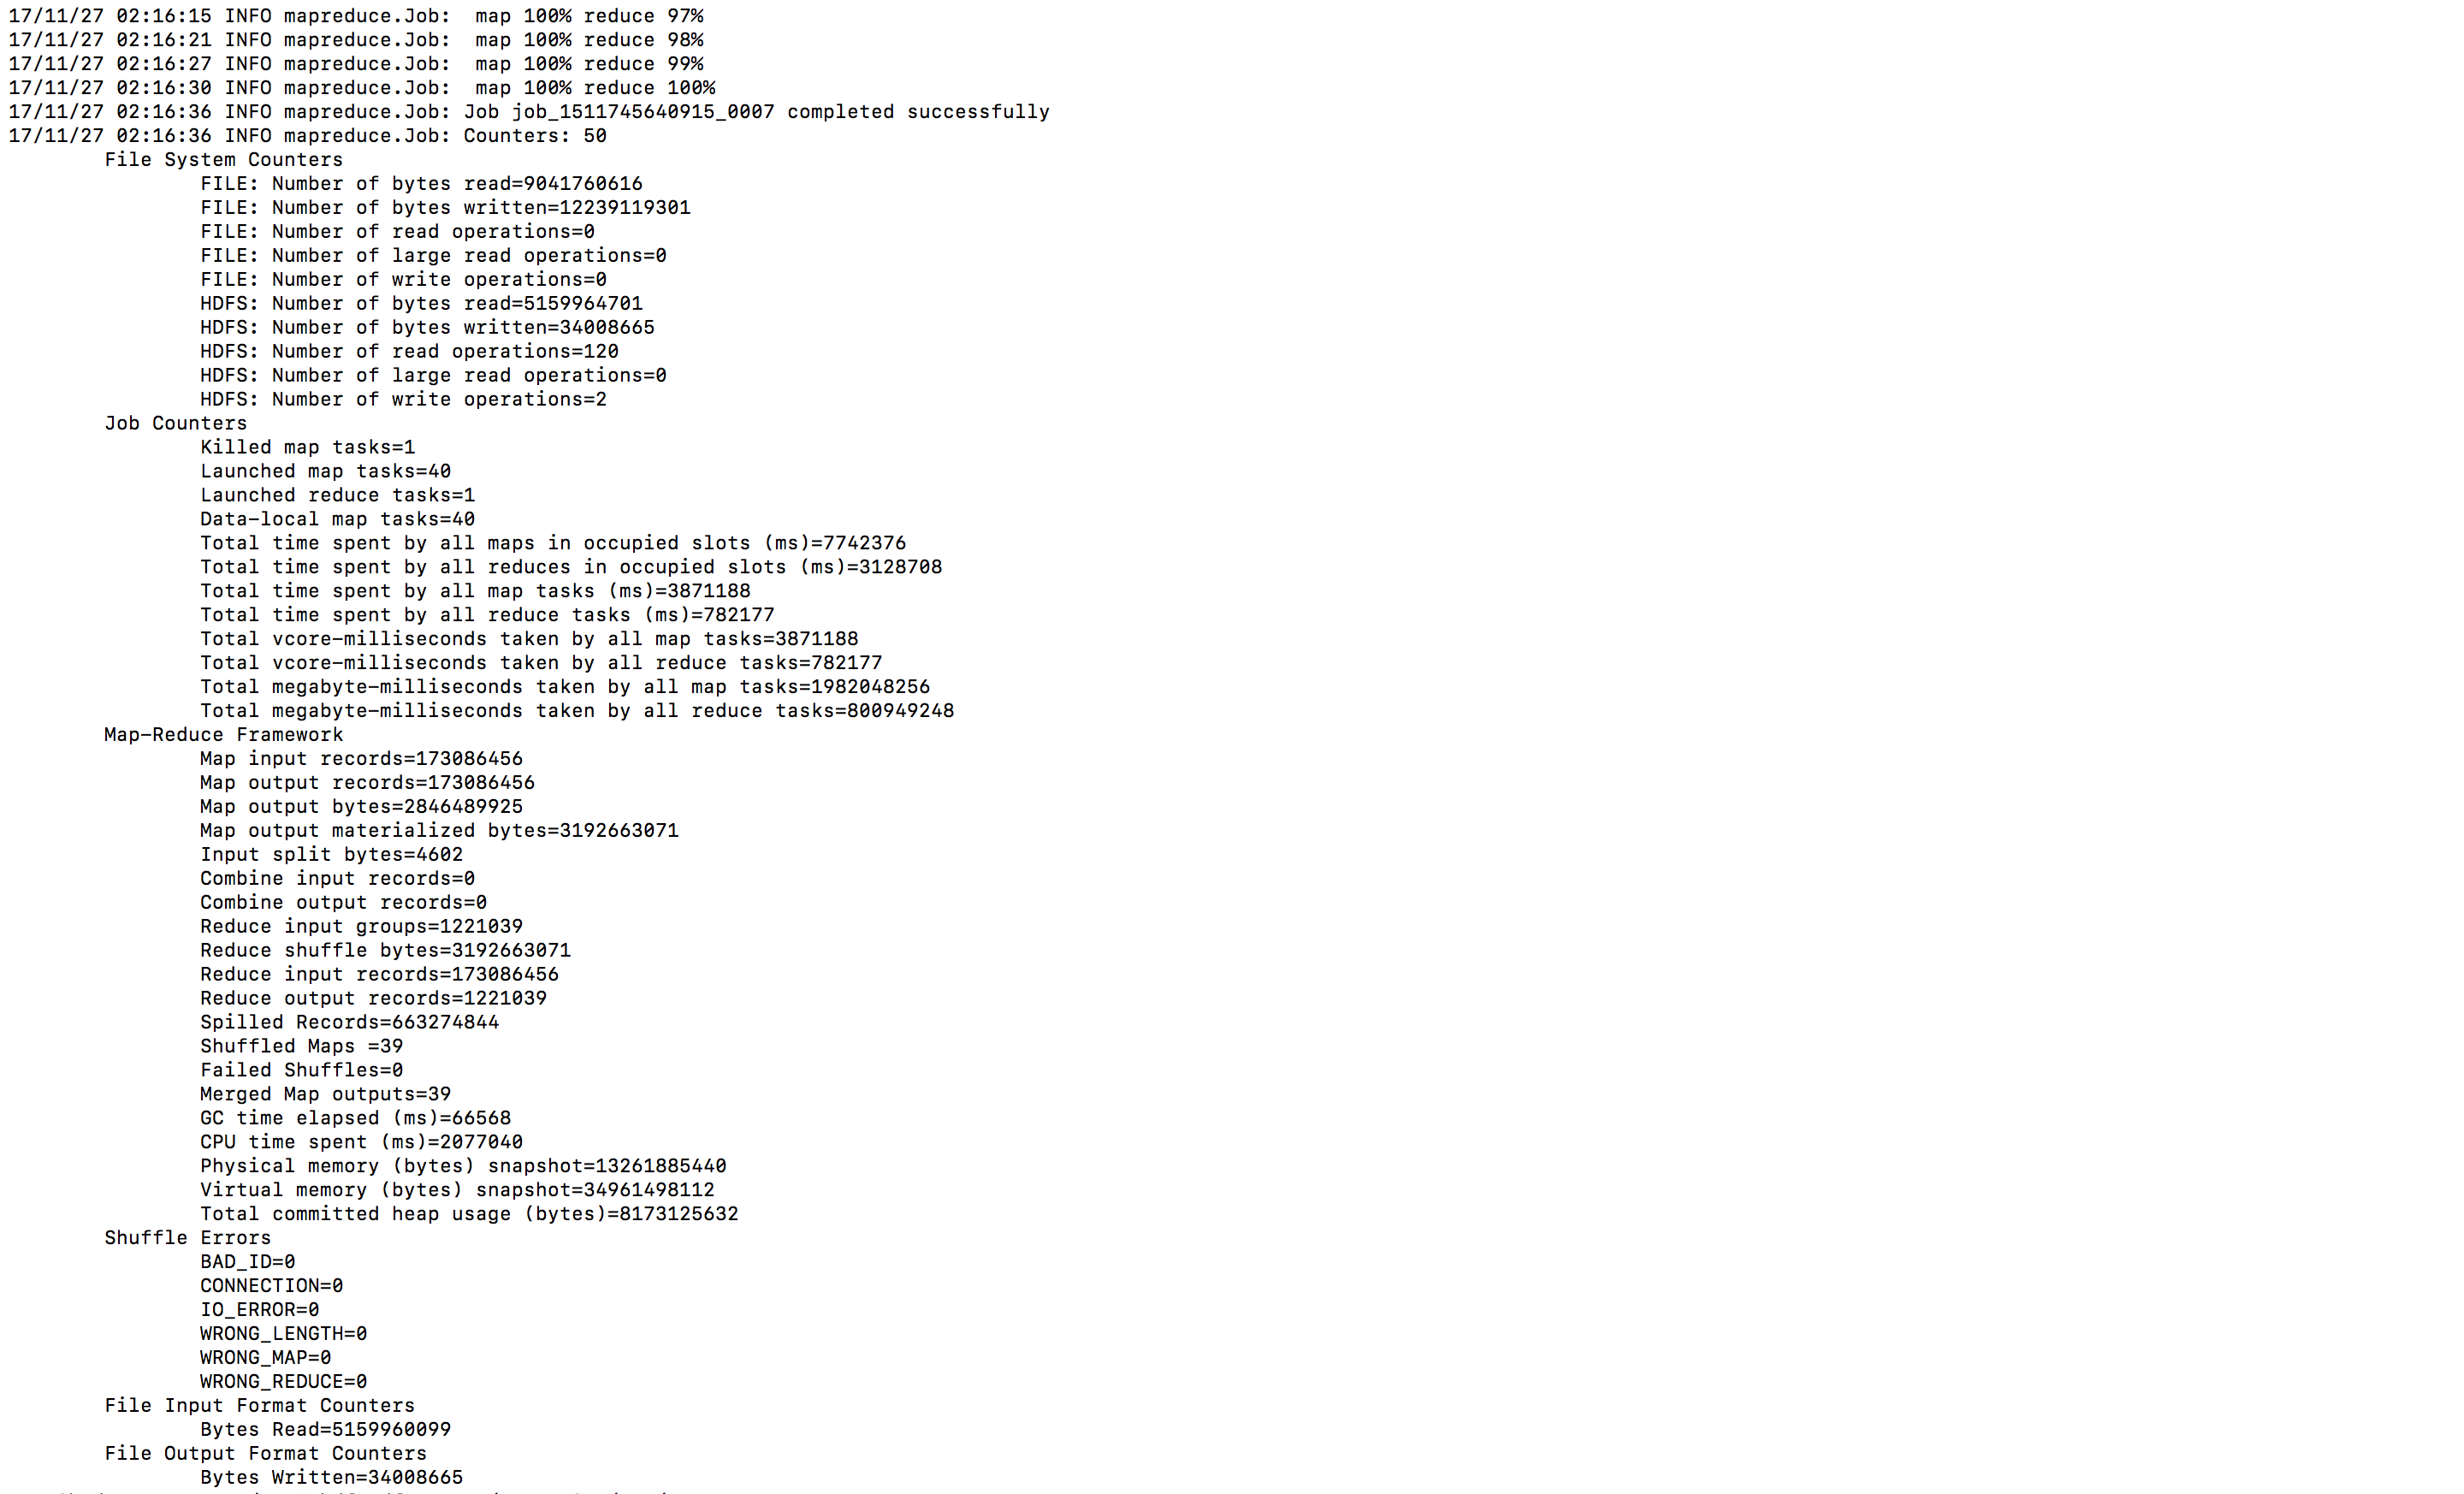 17/11/27 02:16:15 INFO mapreduce.Job:  map 100% reduce 97%
17/11/27 02:16:21 INFO mapreduce.Job:  map 100% reduce 98%
17/11/27 02:16:27 INFO mapreduce.Job:  map 100% reduce 99%
17/11/27 02:16:30 INFO mapreduce.Job:  map 100% reduce 100%
17/11/27 02:16:36 INFO mapreduce.Job: Job job_1511745640915_0007 completed successfully
17/11/27 02:16:36 INFO mapreduce.Job: Counters: 50
File System Counters
FILE: Number of bytes read=9041760616
FILE: Number of bytes written=12239119301
FILE: Number of read operations=0
FILE: Number of large read operations=0
FILE: Number of write operations=0
HDFS: Number of bytes read=5159964701
HDFS: Number of bytes written=34008665
HDFS: Number of read operations=120
HDFS: Number of large read operations=0
HDFS: Number of write operations=2
Job Counters
Killed map tasks=1
Launched map tasks=40
Launched reduce tasks=1
Data-local map tasks=40
Total time spent by all maps in occupied slots (ms)=7742376
Total time spent by all reduces in occupied slots (ms)=3128708
Total time spent by all map tasks (ms)=3871188
Total time spent by all reduce tasks (ms)=782177
Total vcore-milliseconds taken by all map tasks=3871188
Total vcore-milliseconds taken by all reduce tasks=782177
Total megabyte-milliseconds taken by all map tasks=1982048256
Total megabyte-milliseconds taken by all reduce tasks=800949248
Map-Reduce Framework
Map input records=173086456
Map output records=173086456
Map output bytes=2846489925
Map output materialized bytes=3192663071
Input split bytes=4602
Combine input records=0
Combine output records=0
Reduce input groups=1221039
Reduce shuffle bytes=3192663071
Reduce input records=173086456
Reduce output records=1221039
Spilled Records=663274844
Shuffled Maps =39
Failed Shuffles=0
Merged Map outputs=39
GC time elapsed (ms)=66568
CPU time spent (ms)=2077040
Physical memory (bytes) snapshot=13261885440
Virtual memory (bytes) snapshot=34961498112
Total committed heap usage (bytes)=8173125632
Shuffle Errors
BAD_ID=0
CONNECTION=0
IO_ERROR=0
WRONG_LENGTH=0
WRONG_MAP=0
WRONG_REDUCE=0
File Input Format Counters
Bytes Read=5159960099
File Output Format Counters
Bytes Written=34008665